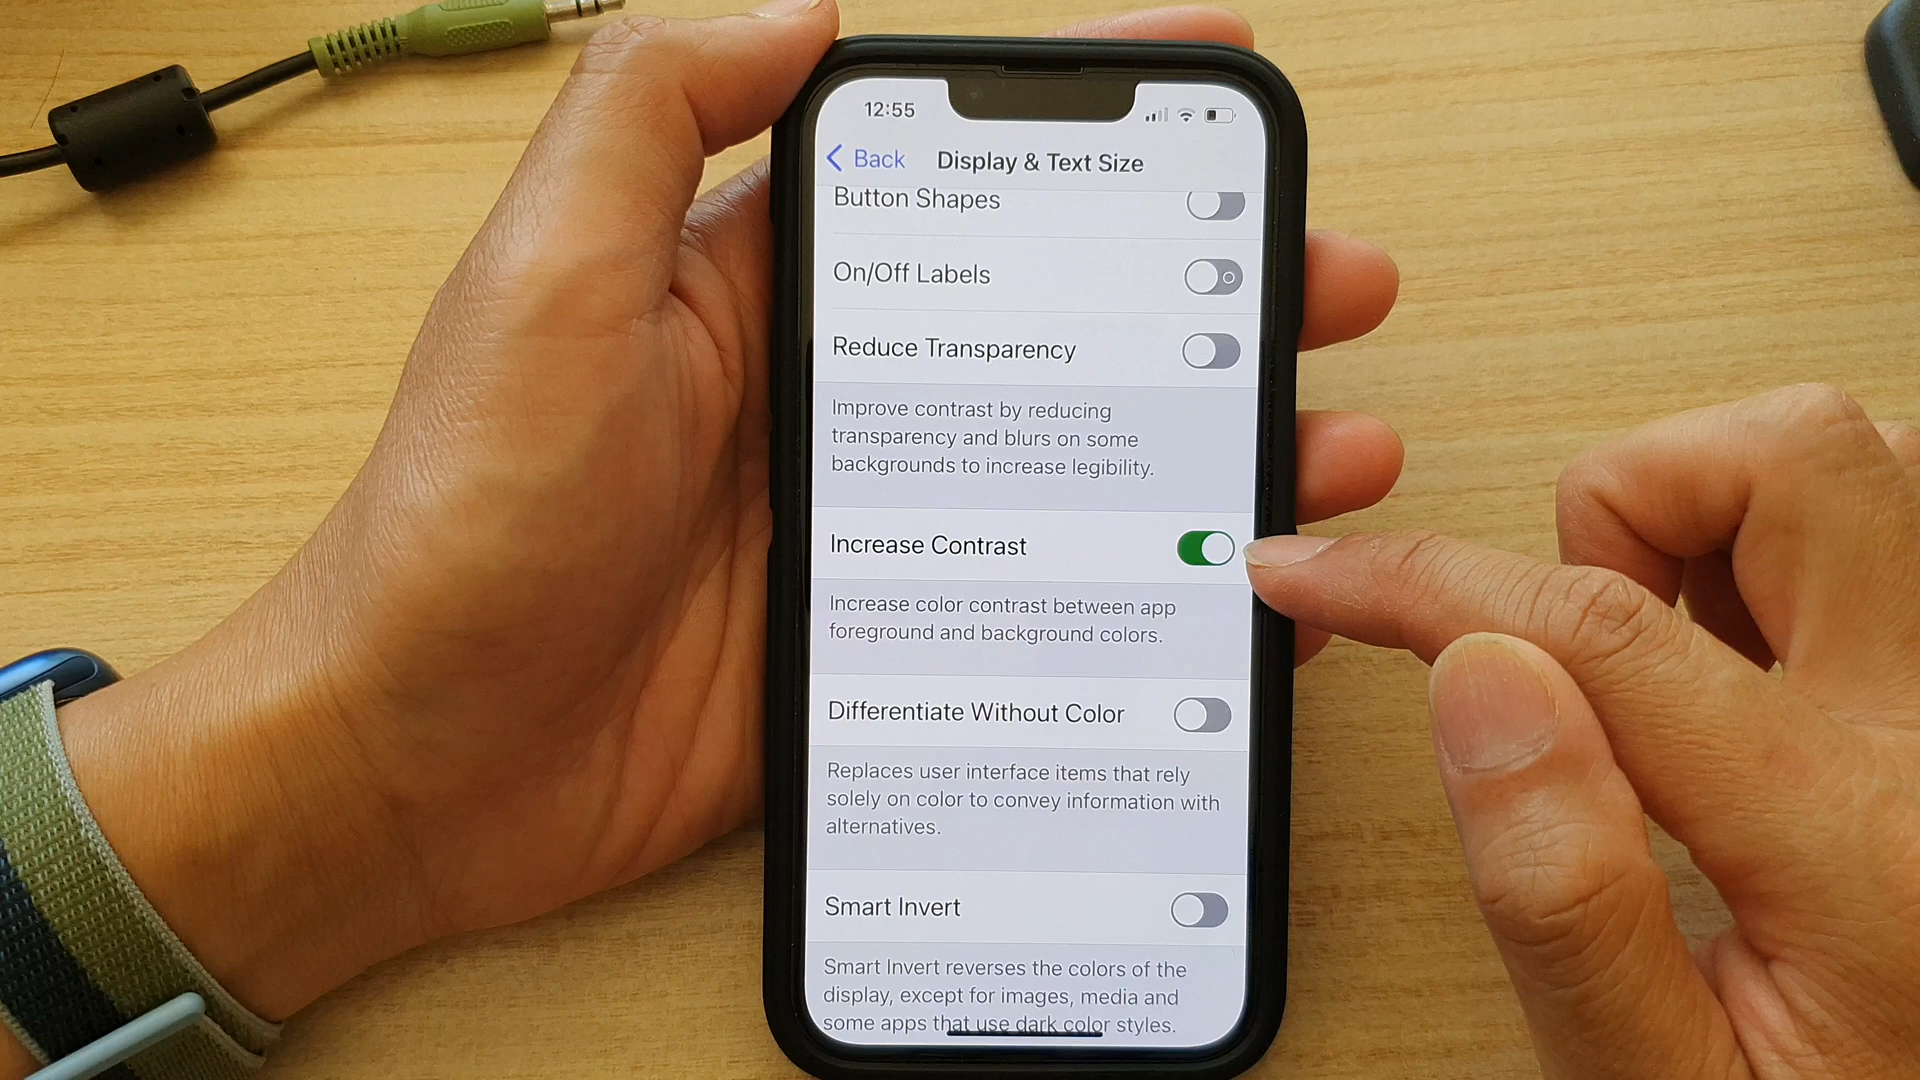 12:55
Back Display & Text Size
Button Shapes
On/Off Labels
Reduce Transparency
Improve contrast by reducing
transparency and blurs on some
backgrounds to increase legibility.
Increase Contrast
Increase color contrast between app
foreground and background colors.
Differentiate Without Color
Replaces user interface items that rely
solely on color to convey information with
alternatives.
Smart Invert
Smart Invert reverses the colors of the
display, except for images, media and
some apps that use dark color styles.